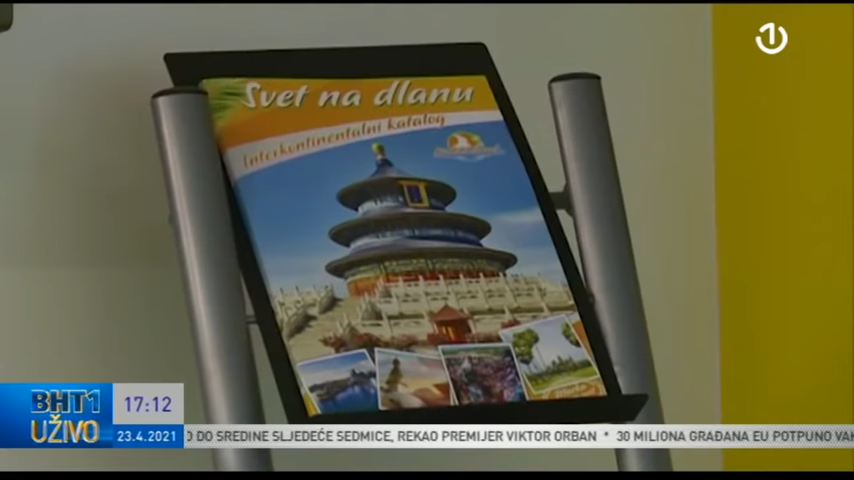 Svet na dlanu
Interkontinentalni katalog
BHT1
UŽIVO
17:12
23.4.2021
O DO SREDINE SLJEDEĆE SEDMICE, REKAO PREMIJER VIKTOR ORBAN * 30 MILIONA GRAĐANA EU POTPUNO VAK